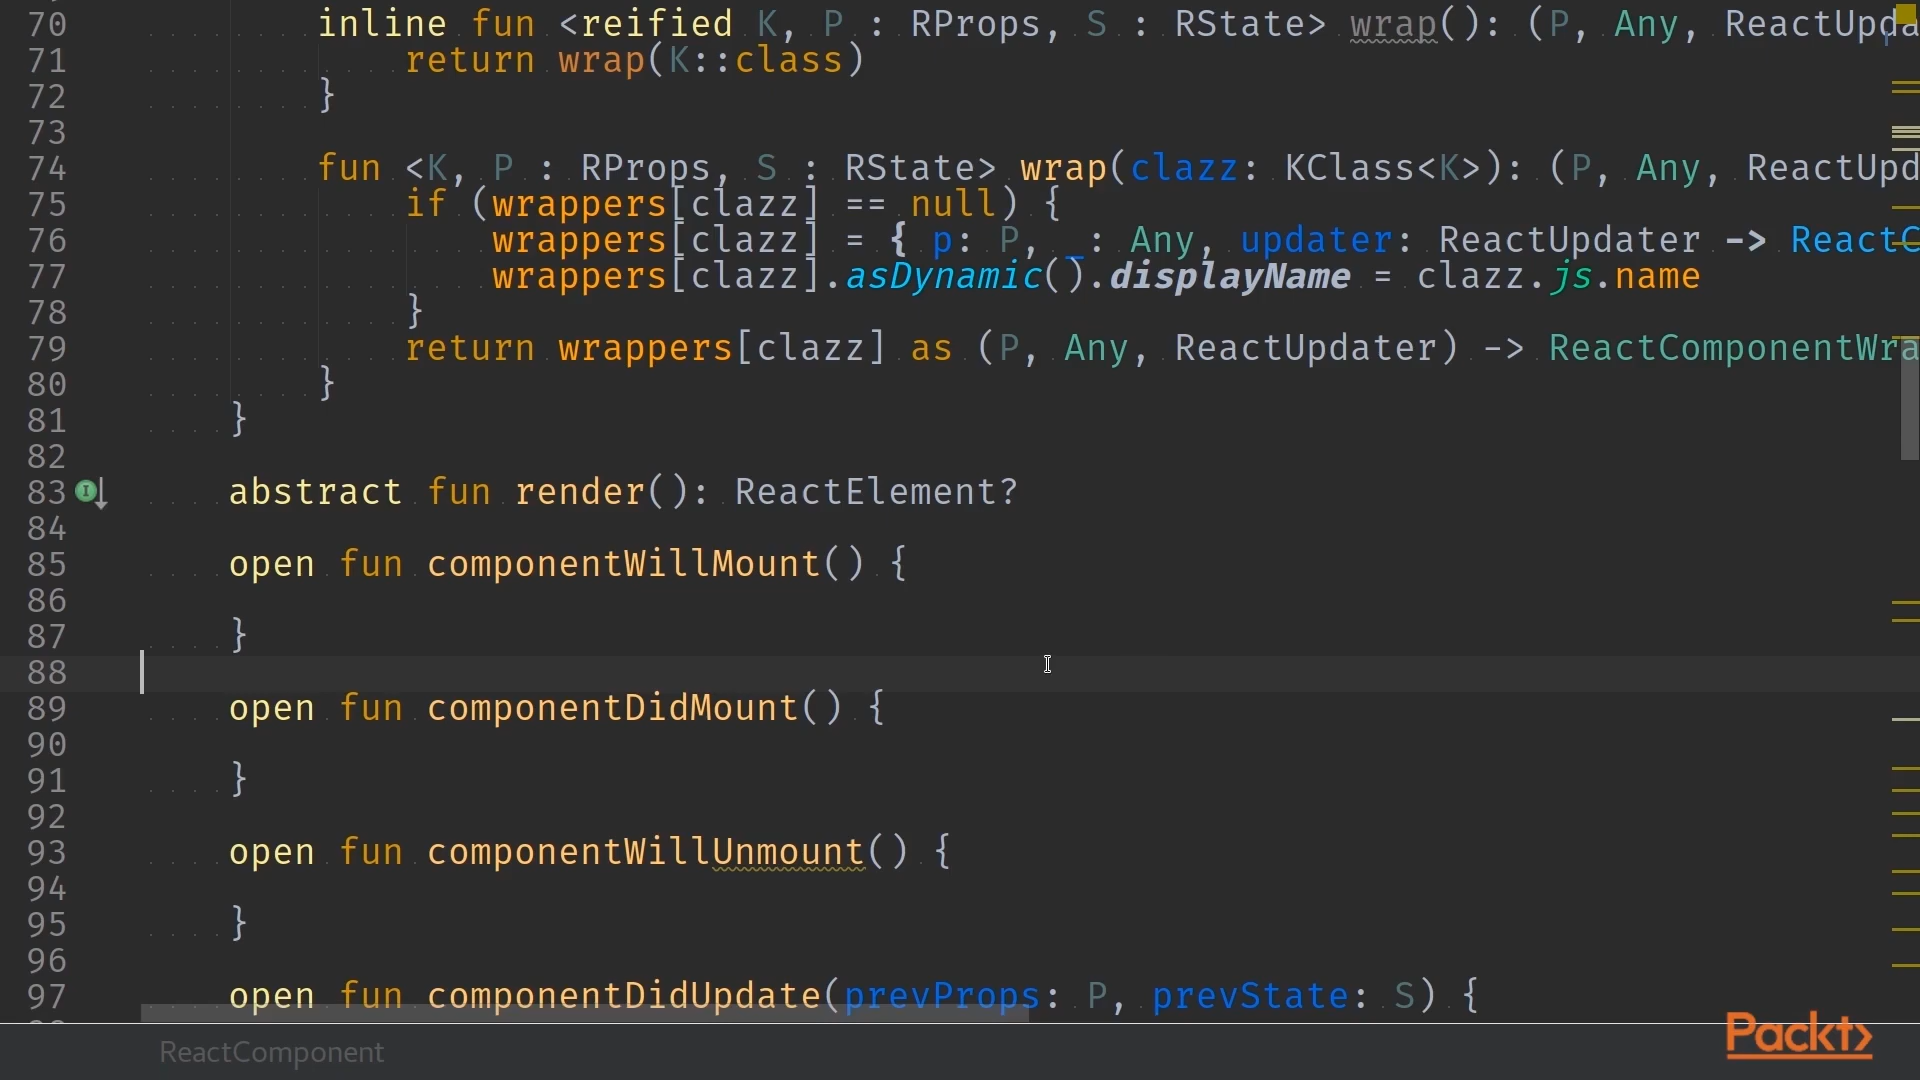 70 inline fun <reified K, P : RProps, S : RState> wrap(): (P, Any, ReactUpda
71 return wrap(K::class)
72 }
73
74 fun <K, P : RProps, S : RState> wrap(clazz: KClass<K>): (P, Any, ReactUpd
75 if (wrappers[clazz] == null) {
76 wrappers[clazz] = { p: P, _: Any, updater: ReactUpdater -> ReactC
77 wrappers[clazz].asDynamic().displayName = clazz.js.name
78 }
79 return wrappers[clazz] as (P, Any, ReactUpdater) -> ReactComponentWra
80 }
81 }
82
83 abstract fun render(): ReactElement?
84
85 open fun componentWillMount() {
86
87 }
88
89 open fun componentDidMount() {
90
91 }
92
93 open fun componentWillUnmount() {
94
95 }
96
97 open fun componentDidUpdate(prevProps: P, prevState: S) {
ReactComponent
Packt>